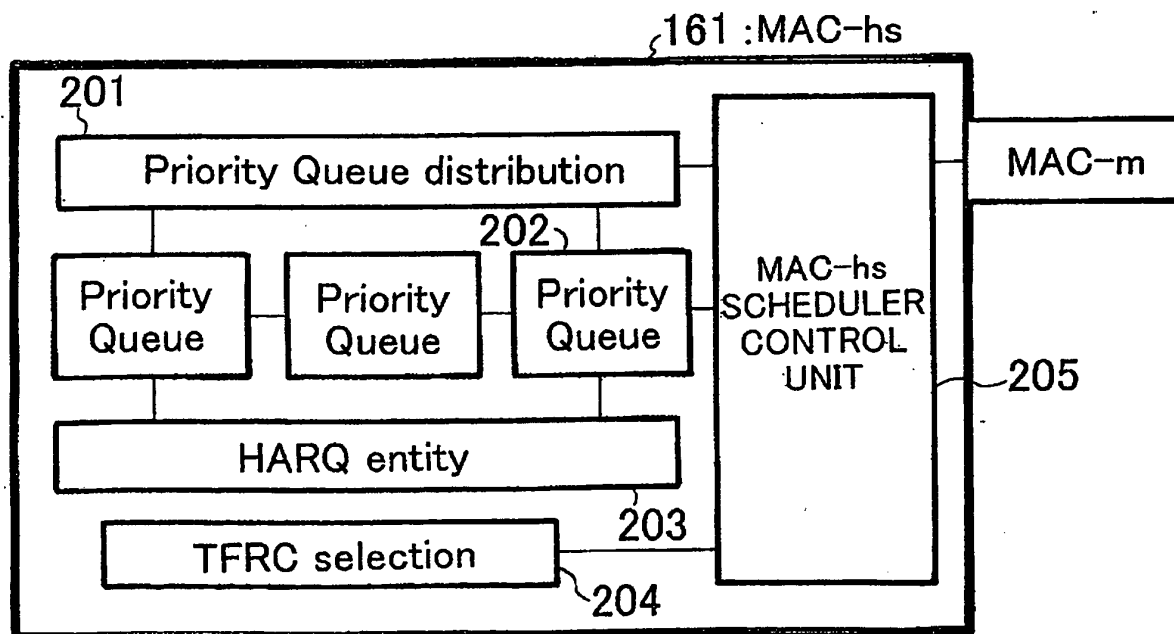 161 :MAC-hs
201
Priority Queue distribution
MAC-m
202
Priority
Queue
Priority
Queue
Priority
Queue
MAC-hs
SCHEDULER
CONTROL
UNIT
205
HARQ entity
203
TFRC selection
204